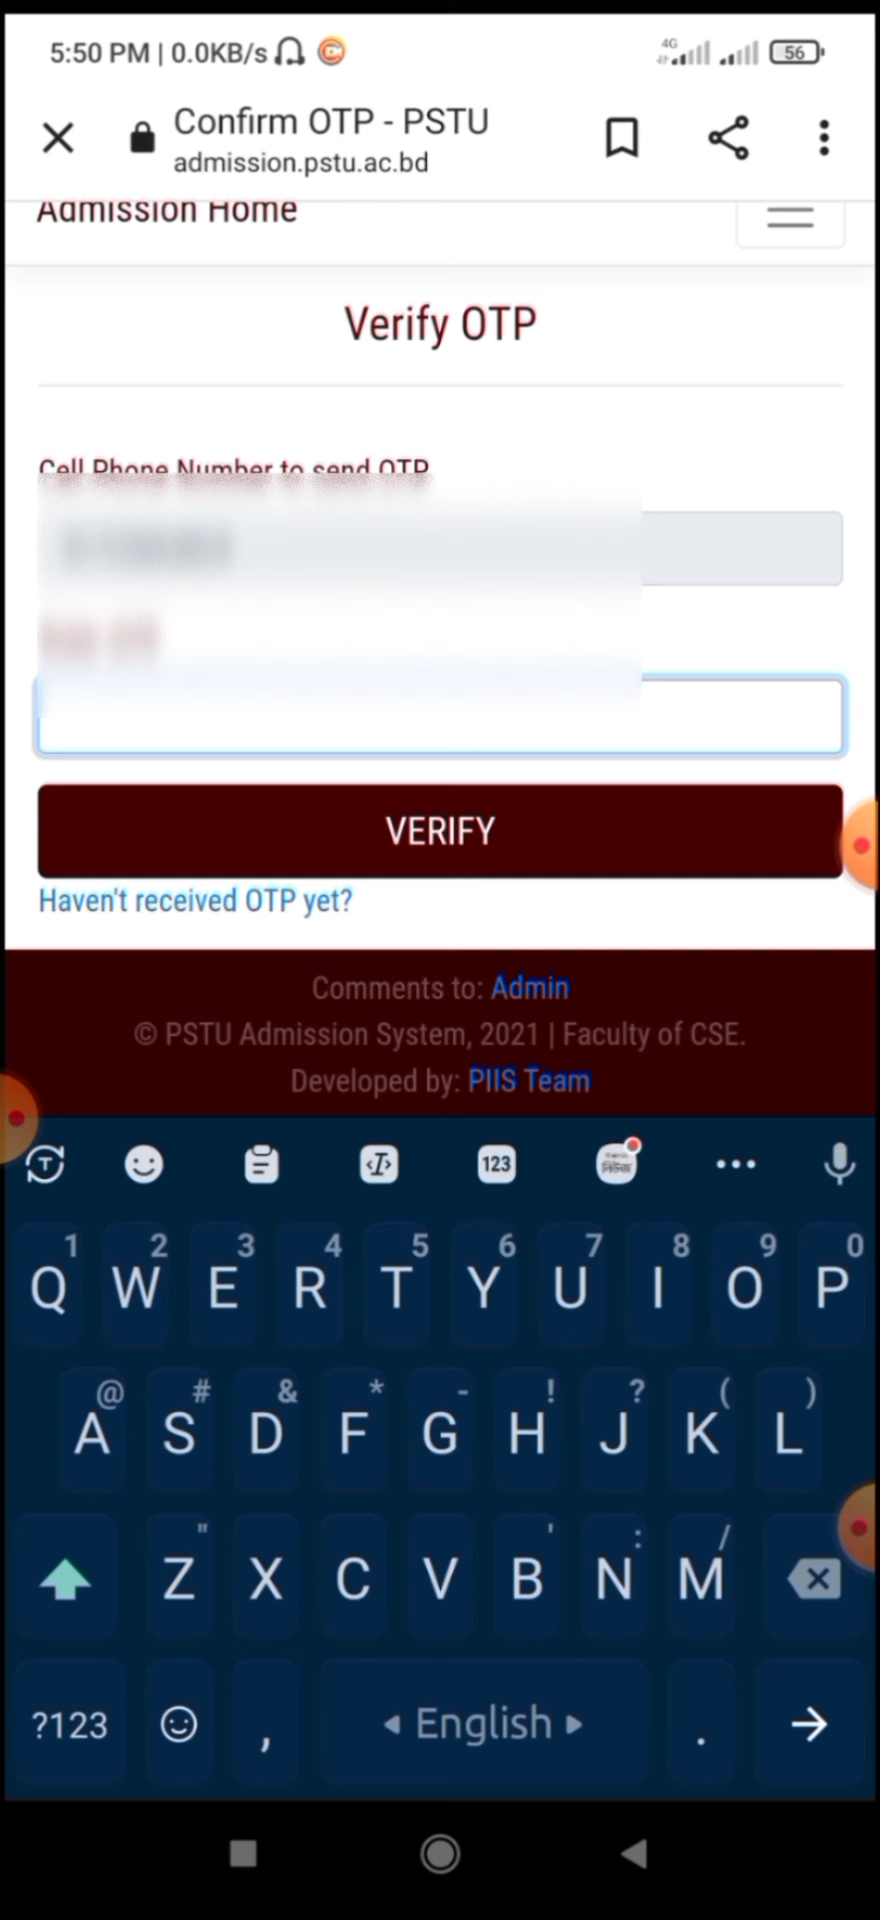 5:50 PM | 0.0KB/s
4G
56
Confirm OTP - PSTU
admission.pstu.ac.bd
Admission Home
Verify OTP
Cell Phone Number to send OTP
VERIFY
Haven't received OTP yet?
Comments to: Admin
© PSTU Admission System, 2021 | Faculty of CSE.
Developed by: PIIS Team
T
123
1 2 3 4 5 6 7 8 9 0
Q W E R T Y U I O P
@ # & * - ! ? ( )
A S D F G H J K L
" ' : /
Z X C V B N M
?123 , English .